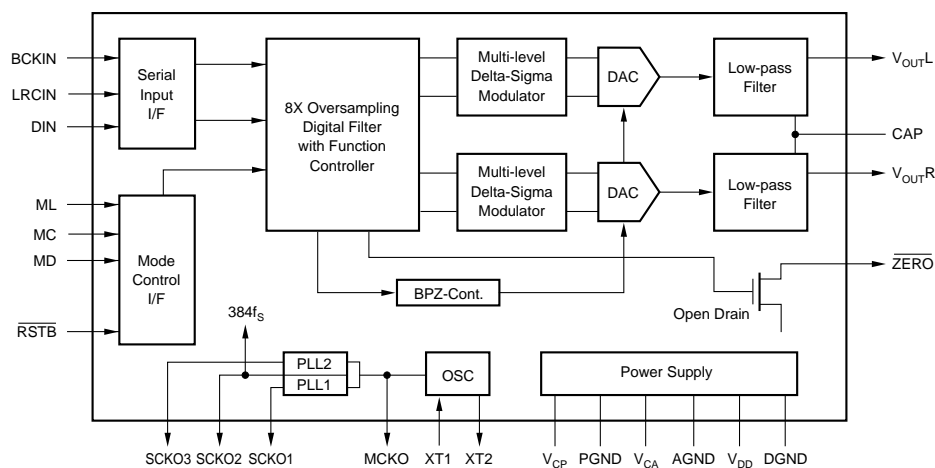 BCKIN
LRCIN
DIN
Serial
Input
I/F
8X Oversampling
Digital Filter
with Function
Controller
Multi-level
Delta-Sigma
Modulator
DAC
Low-pass
Filter
VOUTL
CAP
Multi-level
Delta-Sigma
Modulator
DAC
Low-pass
Filter
VOUTR
ML
MC
MD
RSTB
Mode
Control
I/F
BPZ-Cont.
Open Drain
ZERO
384fS
PLL2
PLL1
OSC
Power Supply
SCKO3
SCKO2
SCKO1
MCKO
XT1
XT2
VCP
PGND
VCA
AGND
VDD
DGND